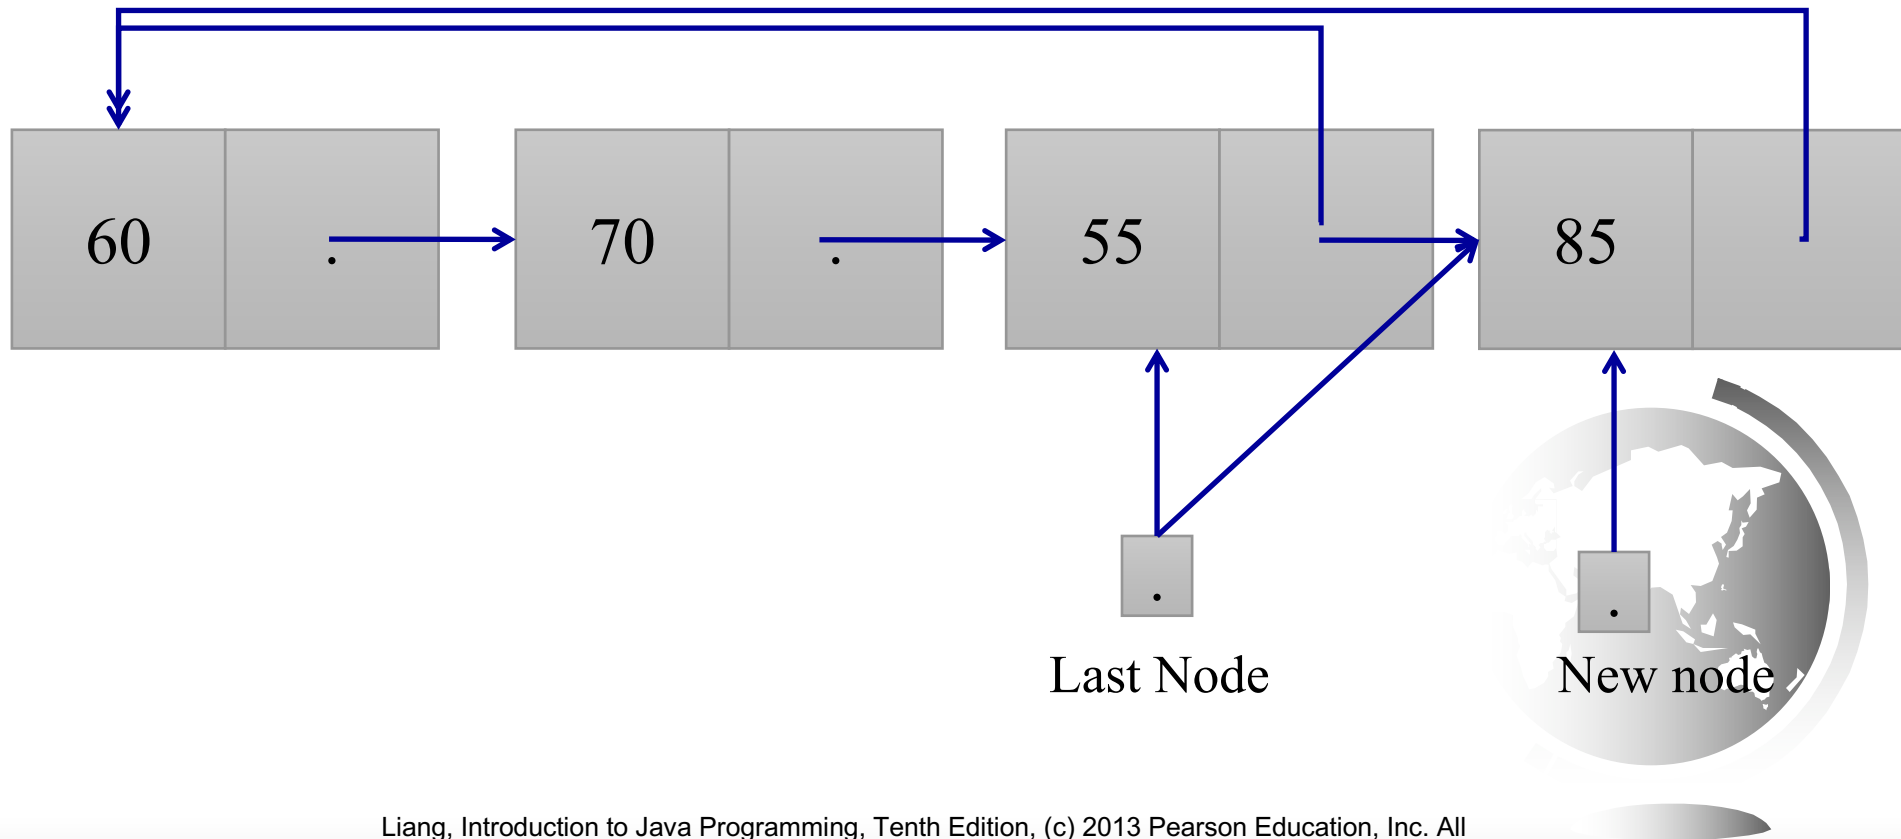 60 . 70 . 55 85
. .
Last Node New node
Liang, Introduction to Java Programming, Tenth Edition, (c) 2013 Pearson Education, Inc. All